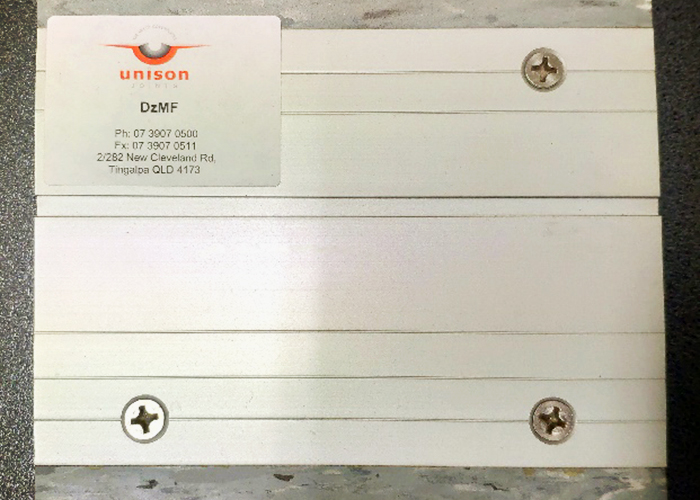 unison
DzMF
Ph: 07 3907 0500
Fx: 07 3907 0511
2/282 New Cleveland Rd,
Tingalpa QLD 4173